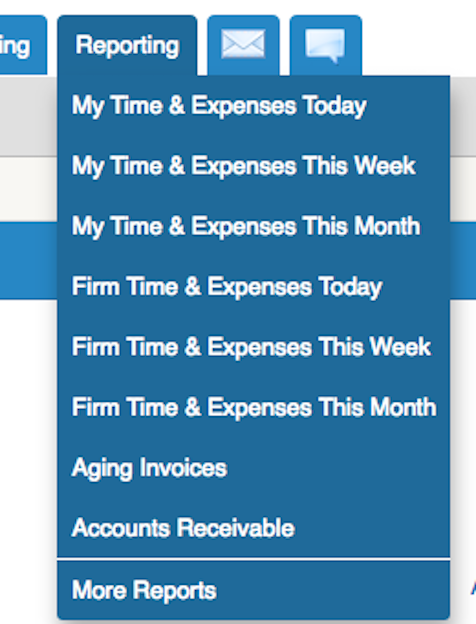 ing
Reporting
My Time & Expenses Today
My Time & Expenses This Week
My Time & Expenses This Month
Firm Time & Expenses Today
Firm Time & Expenses This Week
Firm Time & Expenses This Month
Aging Invoices
Accounts Receivable
More Reports